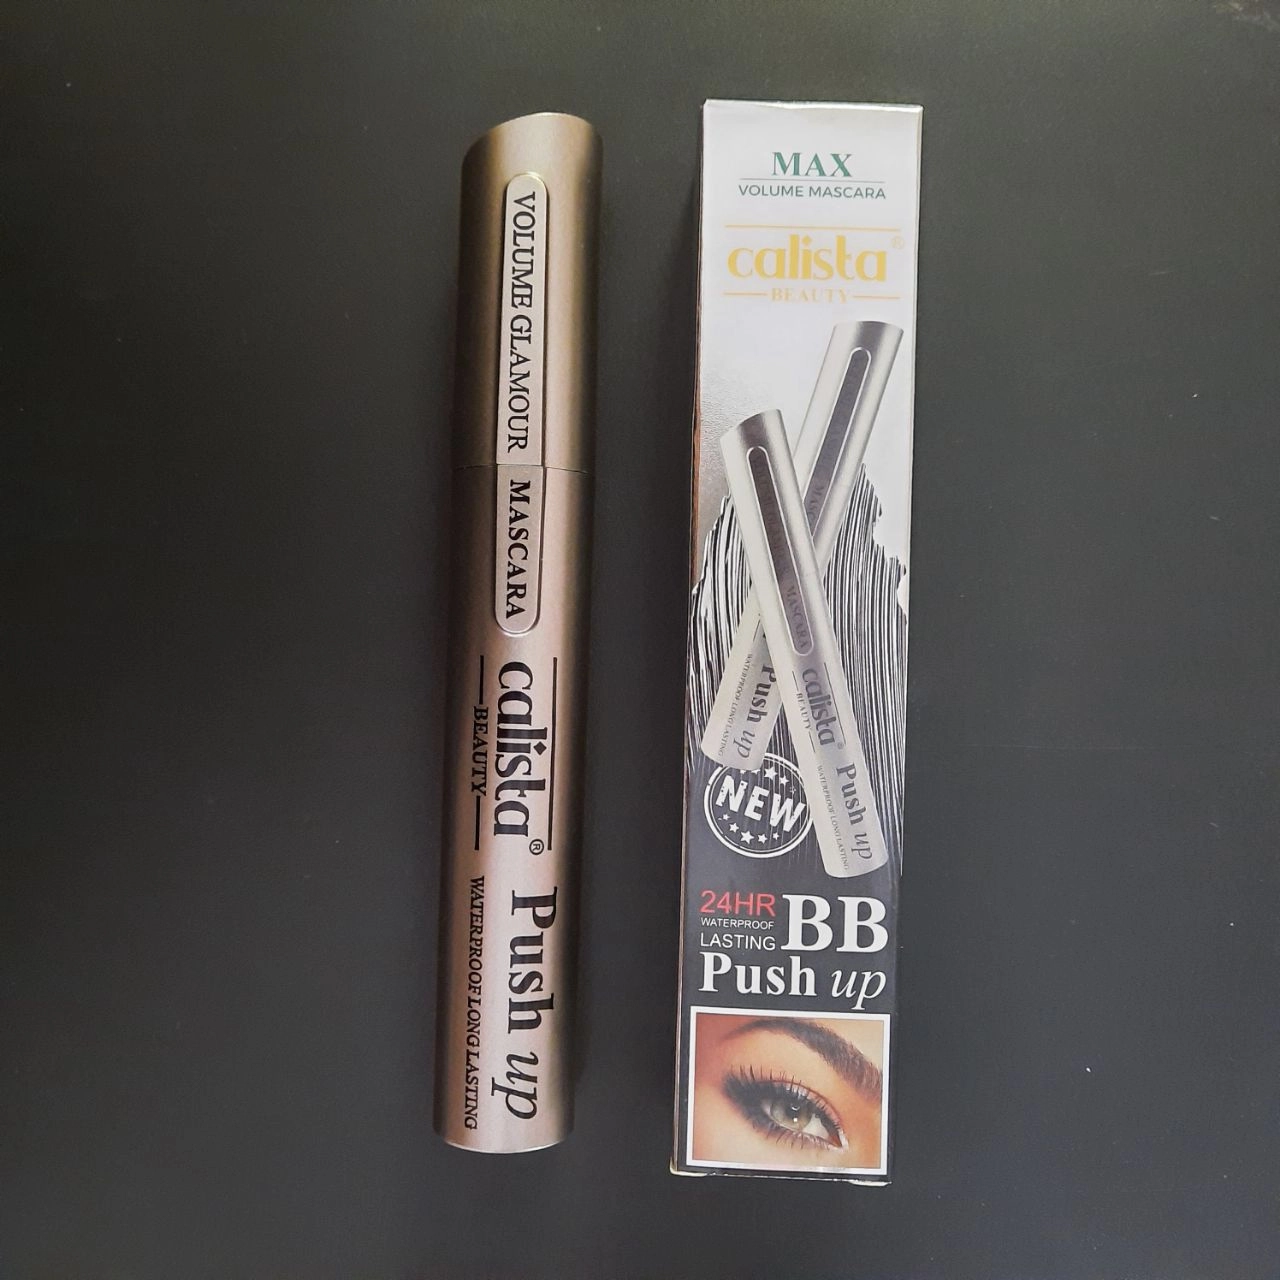 VOLUME GLAMOUR MASCARA
calista®
BEAUTY
Push up
WATERPROOF LONG LASTING
MAX
VOLUME MASCARA
calista®
BEAUTY
MASCARA
calista®
BEAUTY
Push up
WATERPROOF LONG LASTING
Push up
WATERPROOF LONG LASTING
NEW
24HR
WATERPROOF
LASTING
BB
Push up